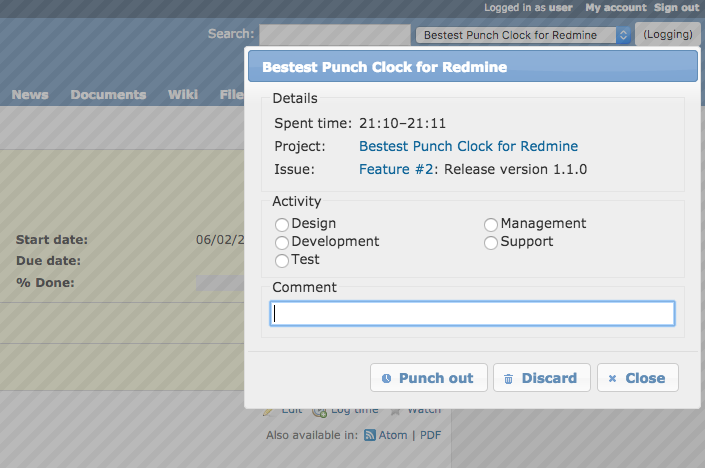 Logged in as user My account Sign out
Search: Bestest Punch Clock for Redmine (Logging)
Bestest Punch Clock for Redmine
News Documents Wiki File
Details
Spent time: 21:10–21:11
Project: Bestest Punch Clock for Redmine
Issue: Feature #2: Release version 1.1.0
Activity
Design Management
Development Support
Test
Start date: 06/02/2
Due date:
% Done:
Comment
Punch out Discard Close
Edit Log time Watch
Also available in: Atom | PDF